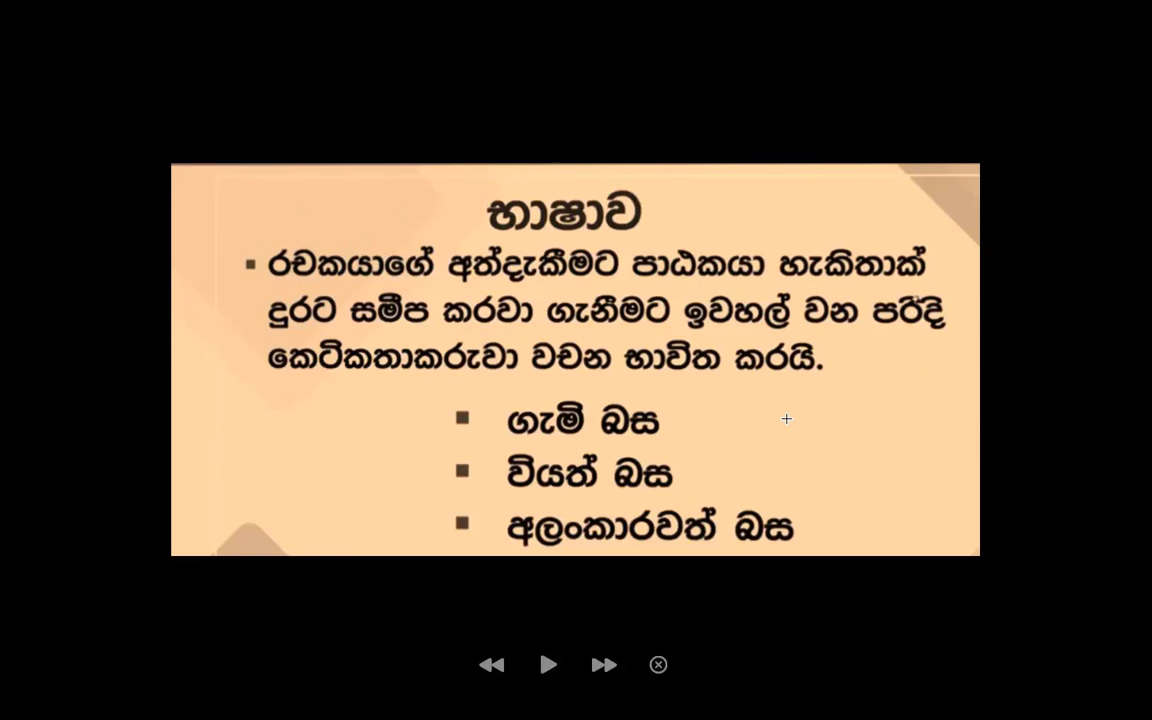 භාෂාව
▪ රචකයාගේ අත්දැකීමට පාඨකයා හැකිතාක්
දුරට සමීප කරවා ගැනීමට ඉවහල් වන පරිදි
කෙටිකතාකරුවා වචන භාවිත කරයි.
▪ ගැමි බස
▪ වියත් බස
▪ අලංකාරවත් බස